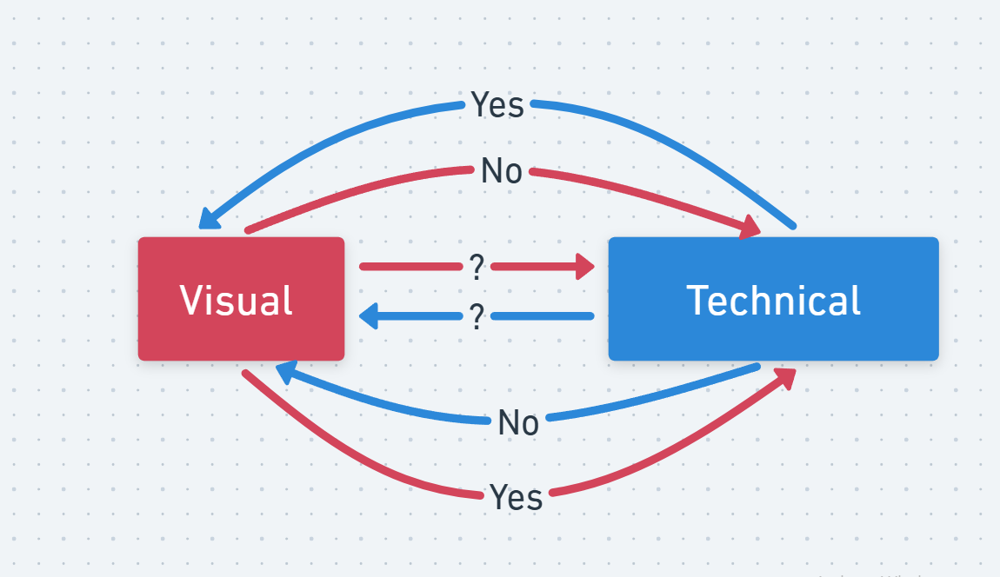 Yes
No
?
Visual
Technical
?
No
Yes